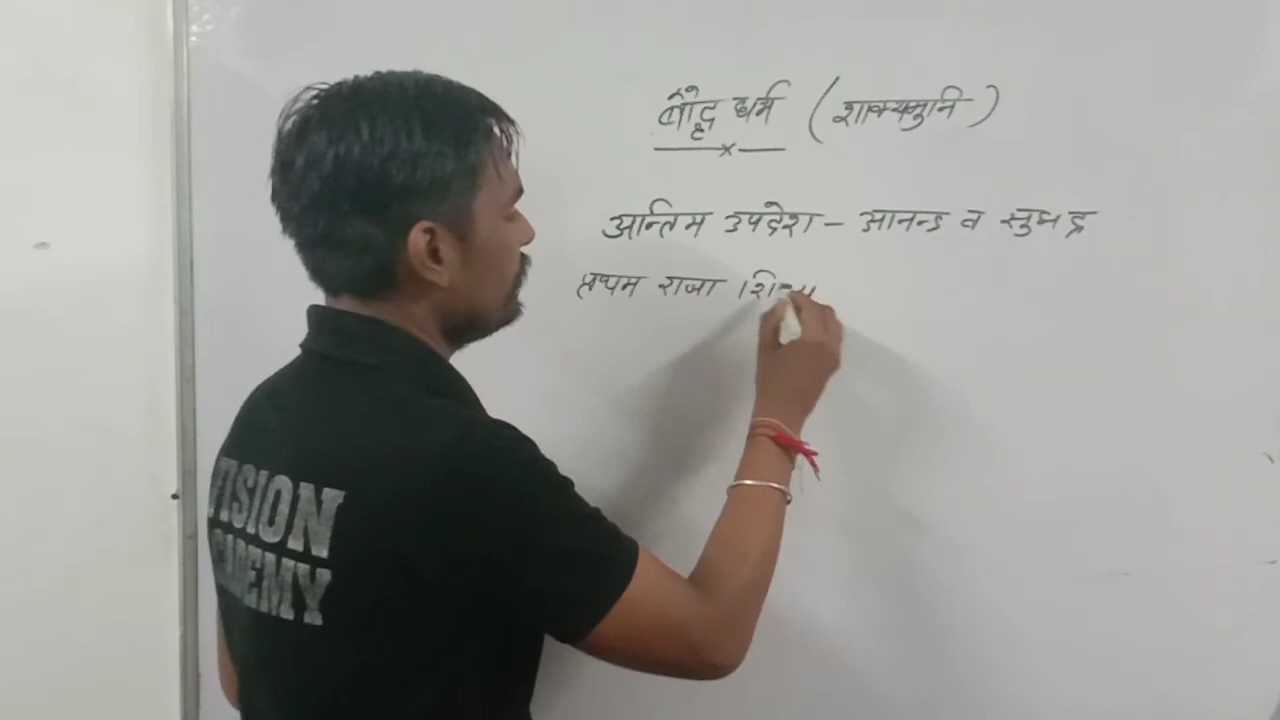 बौद्ध धर्म (शाक्यमुनि)
अन्तिम उपदेश - आनन्द व सुभद्र
प्रथम राजा
VISION
ACADEMY